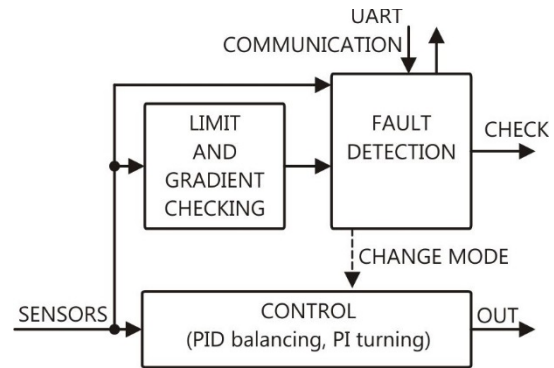 UART
COMMUNICATION
LIMIT
AND
GRADIENT
CHECKING
FAULT
DETECTION
CHECK
CHANGE MODE
SENSORS
CONTROL
(PID balancing, PI turning)
OUT